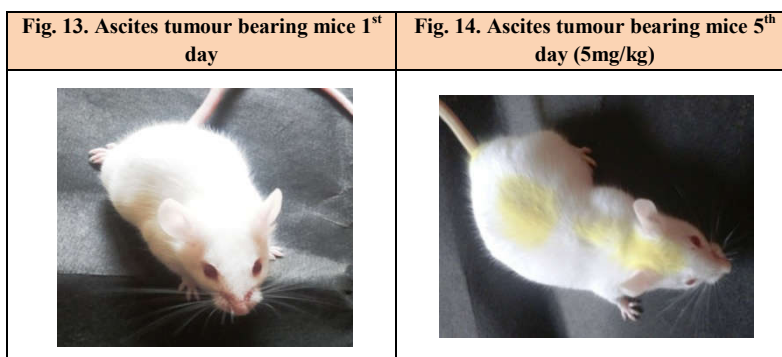 Fig. 13. Ascites tumour bearing mice 1st
day
Fig. 14. Ascites tumour bearing mice 5th
day (5mg/kg)